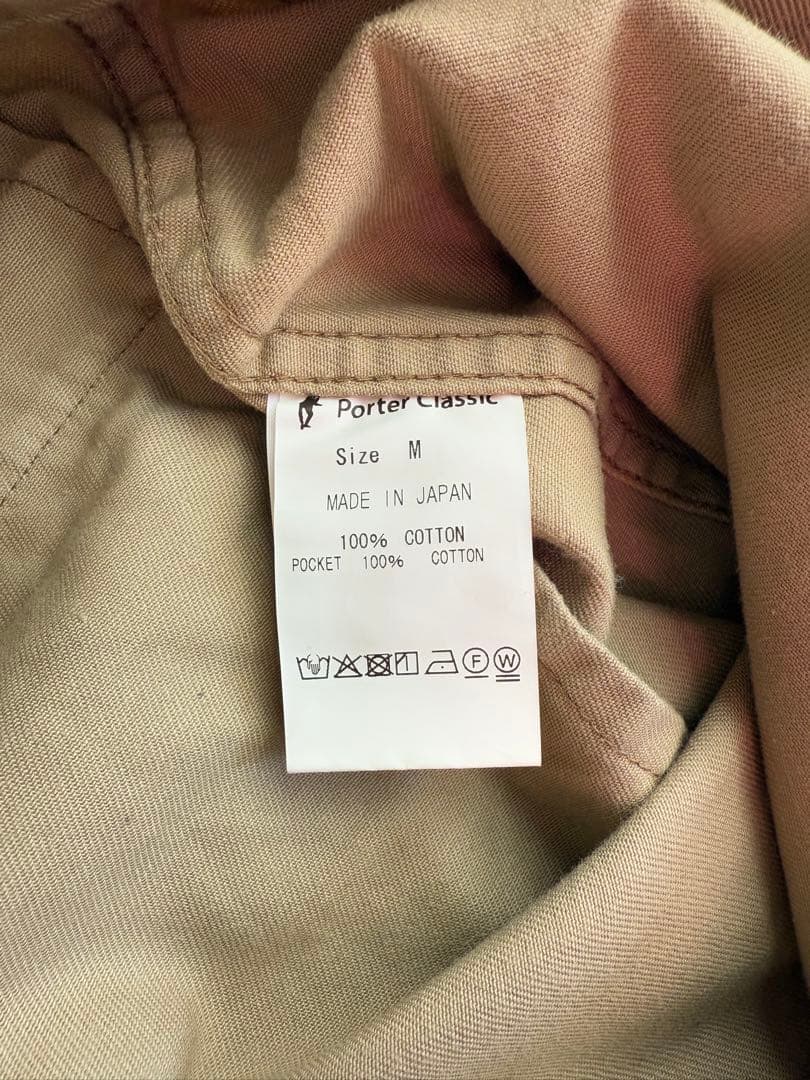 Porter Classic
Size M
MADE IN JAPAN
100% COTTON
POCKET 100% COTTON
F W